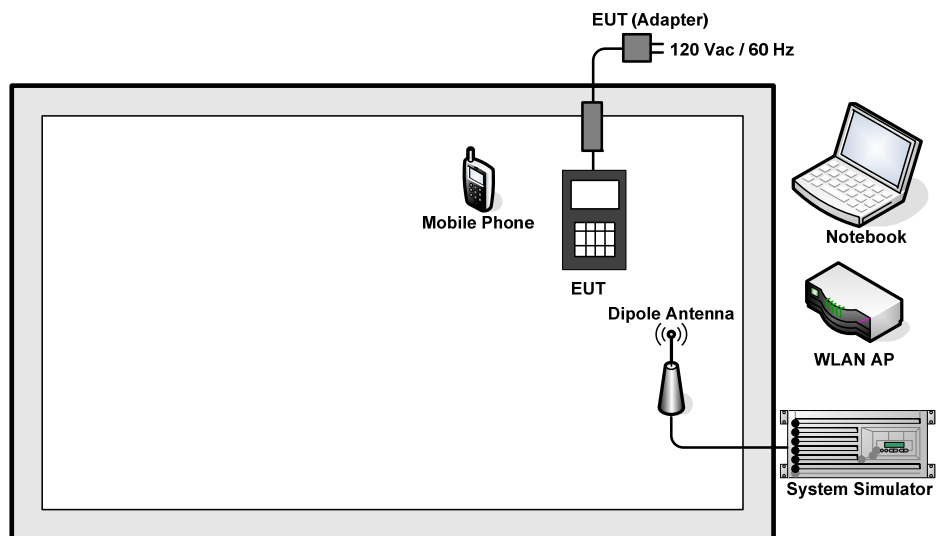 EUT (Adapter)
120 Vac / 60 Hz
Mobile Phone
Notebook
EUT
Dipole Antenna
WLAN AP
System Simulator